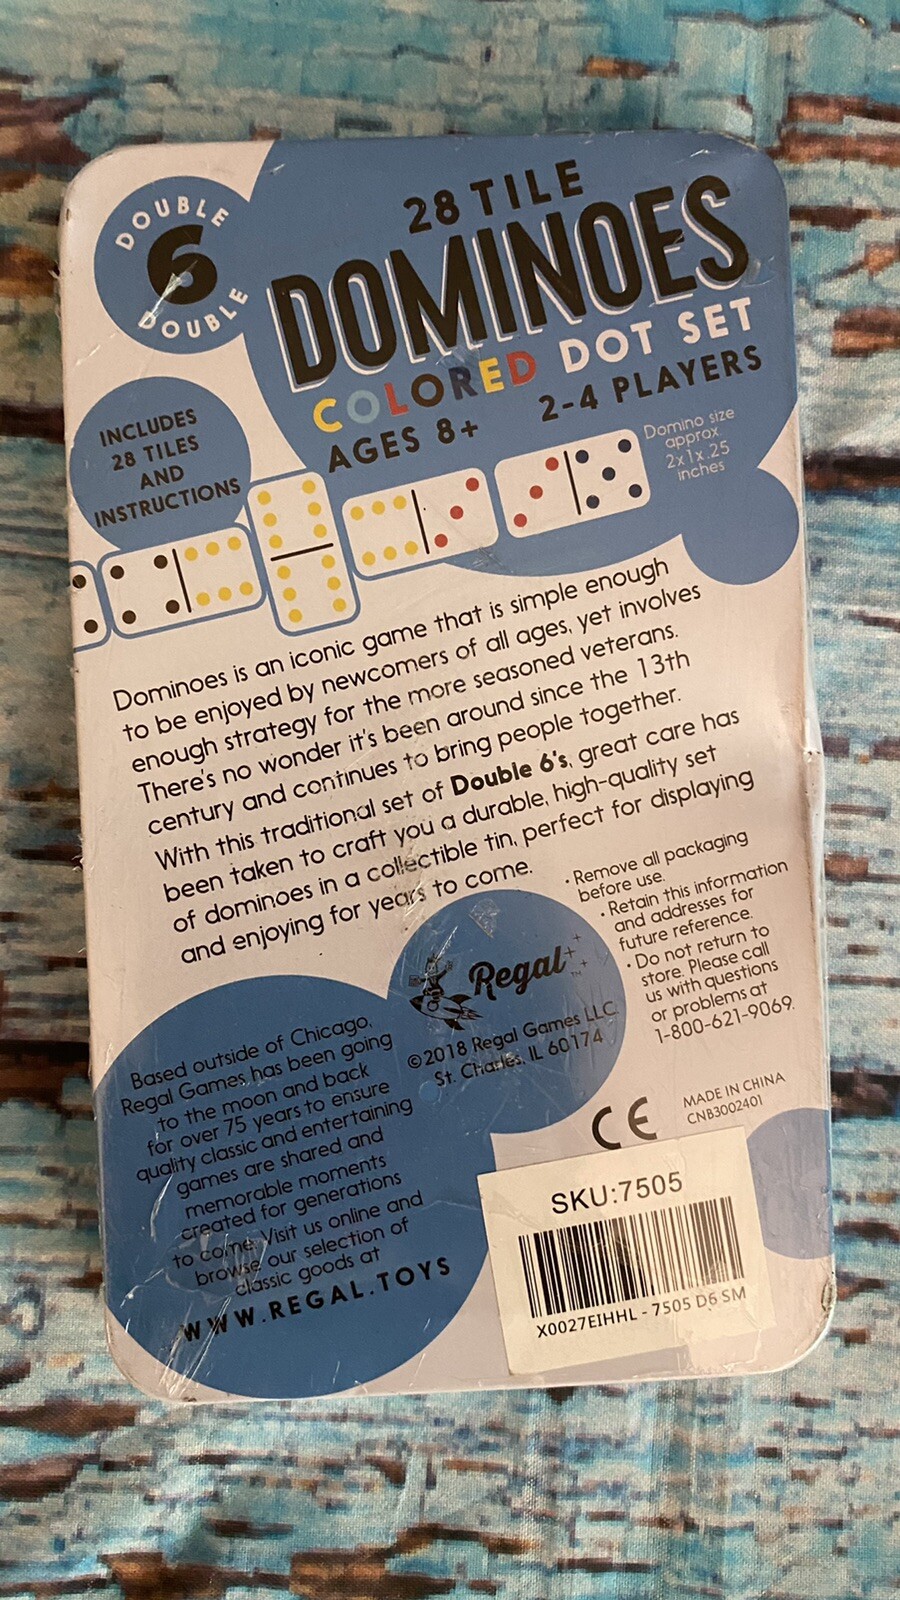 DOUBLE
6
DOUBLE
28 TILE
DOMINOES
COLORED DOT SET
AGES 8+ 2-4 PLAYERS
INCLUDES
28 TILES
AND
INSTRUCTIONS
Domino size
approx.
2x1x.25
inches
Dominoes is an iconic game that is simple enough
to be enjoyed by newcomers of all ages, yet involves
enough strategy for the more seasoned veterans.
There's no wonder it's been around since the 13th
century and continues to bring people together.
With this traditional set of Double 6's, great care has
been taken to craft you a durable, high-quality set
of dominoes in a collectible tin, perfect for displaying
and enjoying for years to come.
• Remove all packaging
before use.
• Retain this information
and addresses for
future reference.
• Do not return to
store. Please call
us with questions
or problems at
1-800-621-9069.
Regal™
©2018 Regal Games LLC
St. Charles, IL 60174
Based outside of Chicago,
Regal Games has been going
to the moon and back
for over 75 years to ensure
quality classic and entertaining
games are shared and
memorable moments
created for generations
to come. Visit us online and
browse our selection of
classic goods at
WWW.REGAL.TOYS
CE
MADE IN CHINA
CNB3002401
SKU:7505
X0027EIHHL - 7505 D6 SM